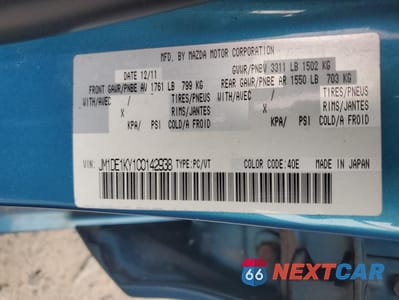 MFD. BY MAZDA MOTOR CORPORATION
DATE 12/11 GVWR/PNBV 3311 LB 1502 KG
FRONT GAWR/PNBE AV 1761 LB 799 KG REAR GAWR/PNBE AR 1550 LB 703 KG
WITH/AVEC TIRES/PNEUS WITH/AVEC TIRES/PNEUS
X RIMS/JANTES X RIMS/JANTES
KPA/ PSI COLD/A FROID KPA/ PSI COLD/A FROID
VIN: JM1DE1KY1C0142938 TYPE:PC/VT COLOR CODE:40E MADE IN JAPAN
66 NEXTCAR